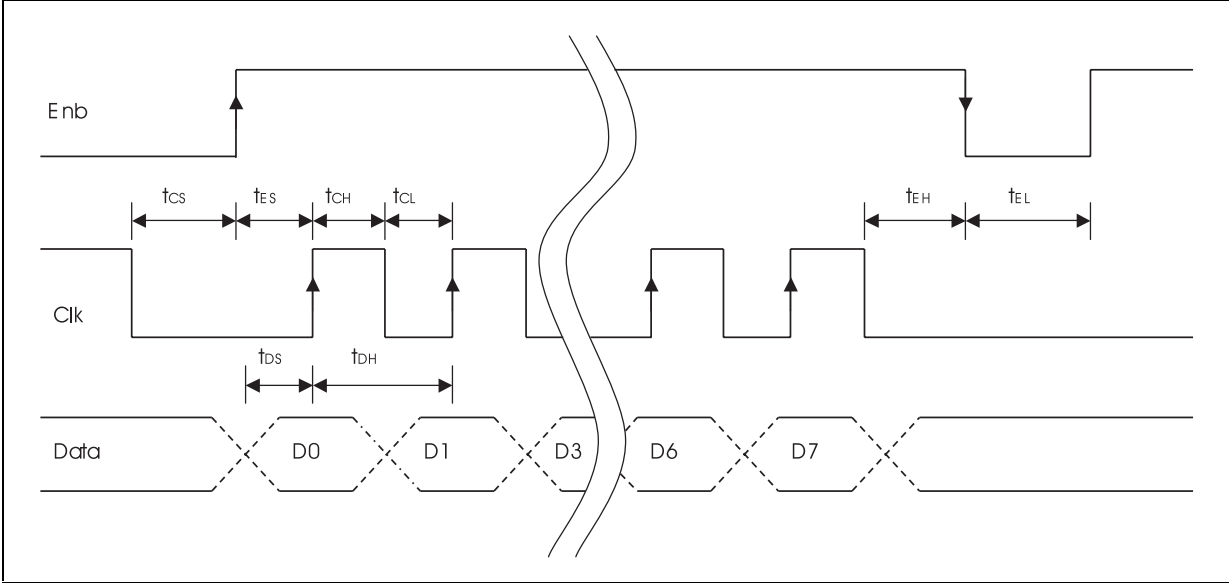 Enb
tCS tES tCH tCL tEH tEL
Clk
tDS tDH
Data D0 D1 D3 D6 D7